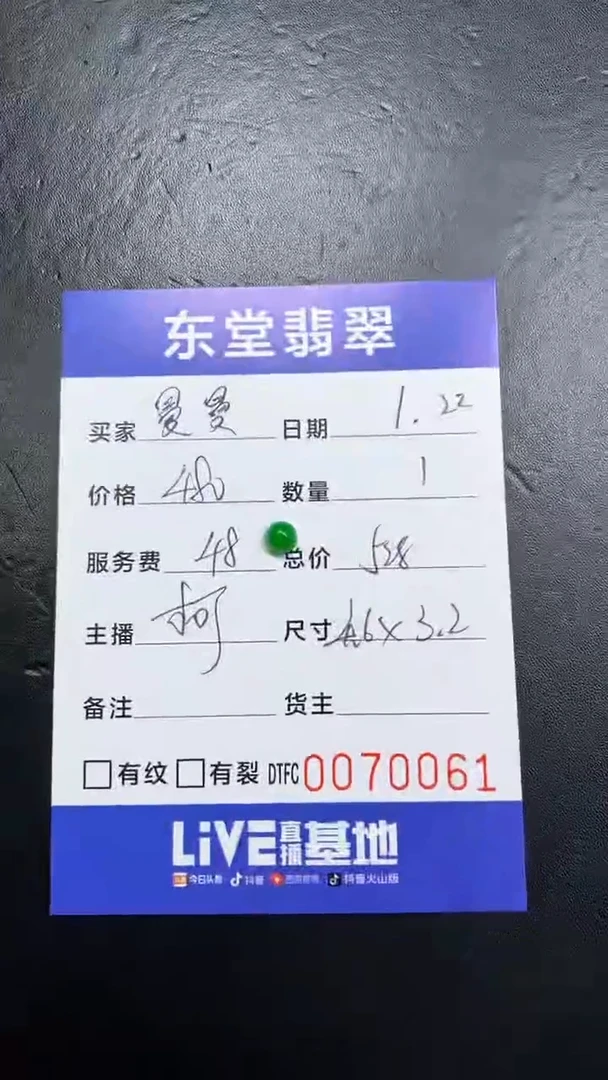 东堂翡翠
买家 曼曼 日期 1.22
价格 480 数量 1
服务费 48 总价 528
主播 柯 尺寸 4.6×3.2
备注 货主
有纹 有裂 DTFC 0070061
LiVE直播基地
今日头条 抖音 西瓜视频 抖音火山版